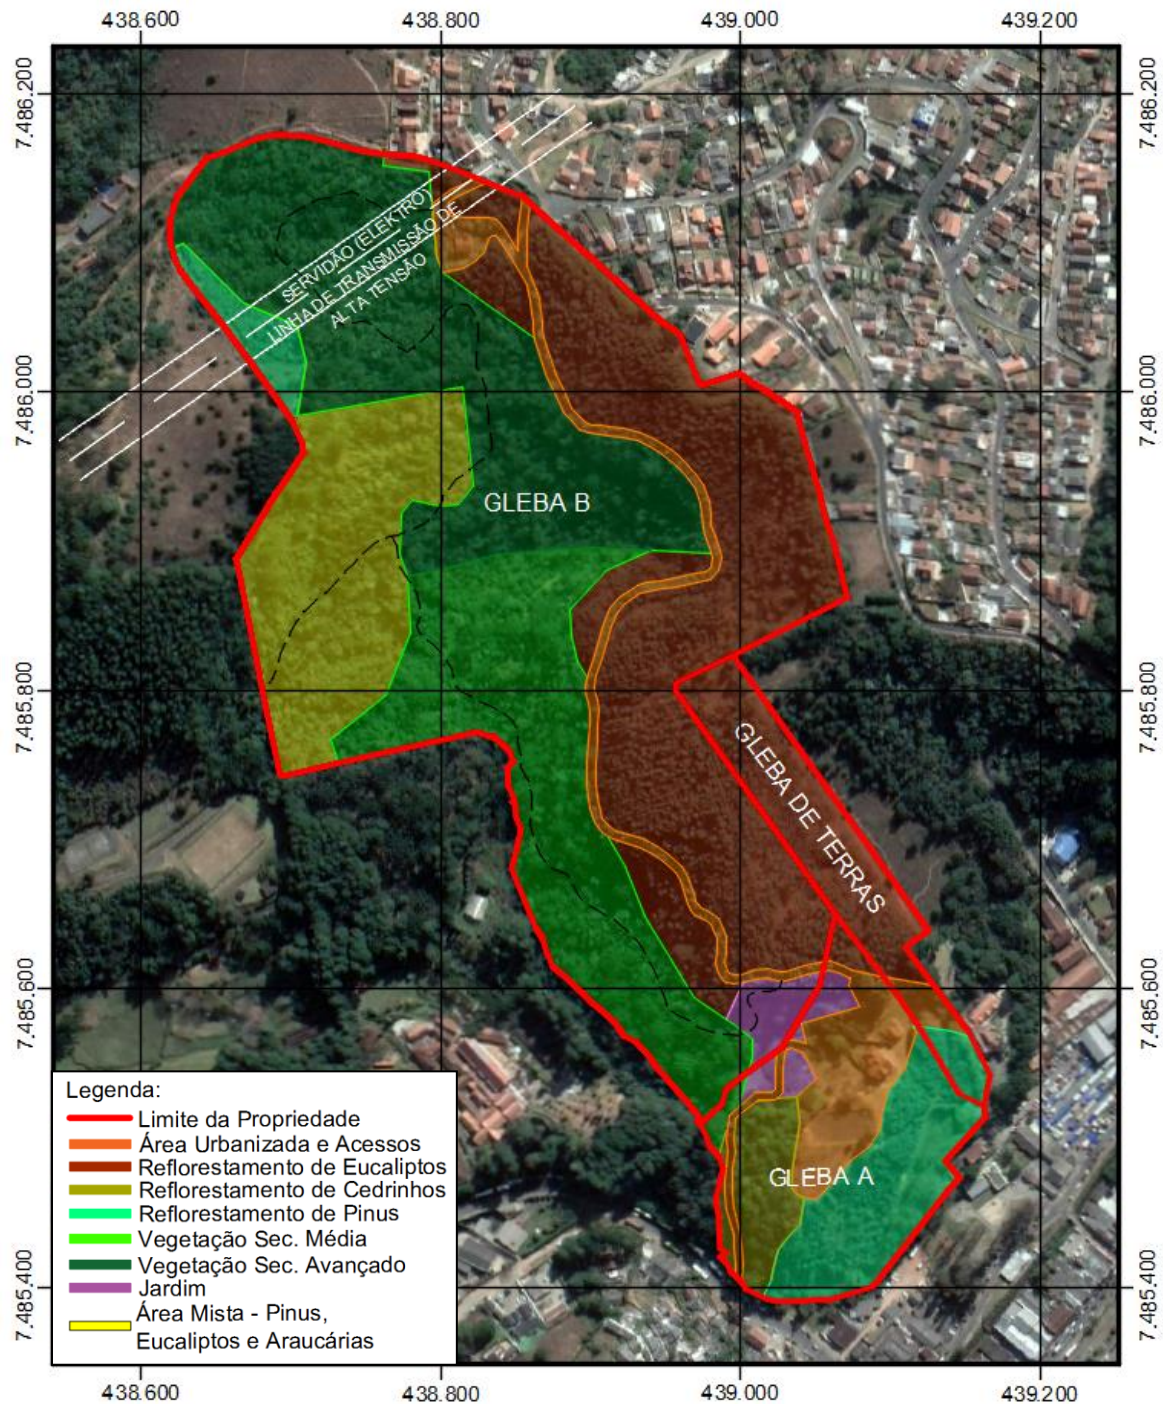 438.600 438.800 439.000 439.200
7.486.200 7.486.200
SERVIDÃO (ELEKTRO)
LINHA DE TRANSMISSÃO DE
ALTA TENSÃO
7.486.000 7.486.000
GLEBA B
7.485.800 7.485.800
GLEBA DE TERRAS
7.485.600 7.485.600
GLEBA A
7.485.400 7.485.400
Legenda:
Limite da Propriedade
Área Urbanizada e Acessos
Reflorestamento de Eucaliptos
Reflorestamento de Cedrinhos
Reflorestamento de Pinus
Vegetação Sec. Média
Vegetação Sec. Avançado
Jardim
Área Mista - Pinus,
Eucaliptos e Araucárias
438.600 438.800 439.000 439.200